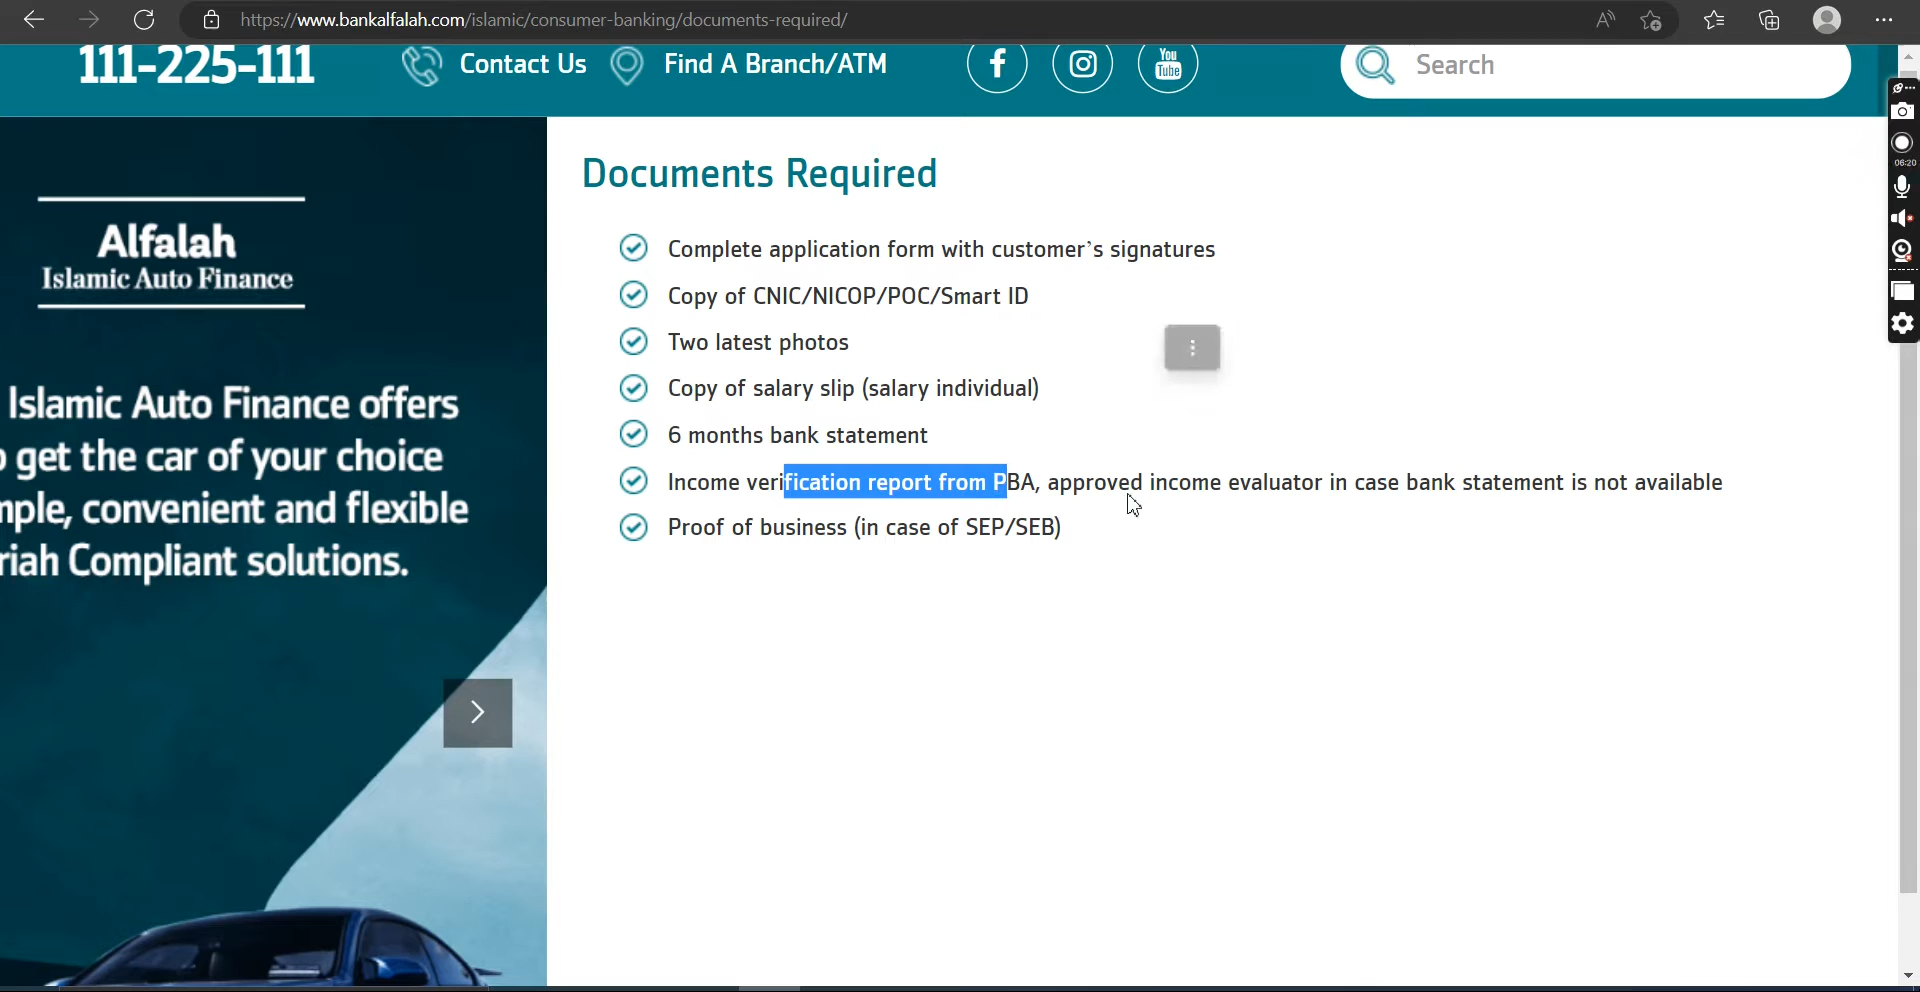 https://www.bankalfalah.com/islamic/consumer-banking/documents-required/
111-225-111
Contact Us
Find A Branch/ATM
You
Tube
Search
06:20
Alfalah
Islamic Auto Finance
Islamic Auto Finance offers
get the car of your choice
convenient and flexible
Compliant solutions.
Documents Required
Complete application form with customer's signatures
Copy of CNIC/NICOP/POC/Smart ID
Two latest photos
Copy of salary slip (salary individual)
6 months bank statement
Income verification report from PBA, approved income evaluator in case bank statement is not available
Proof of business (in case of SEP/SEB)